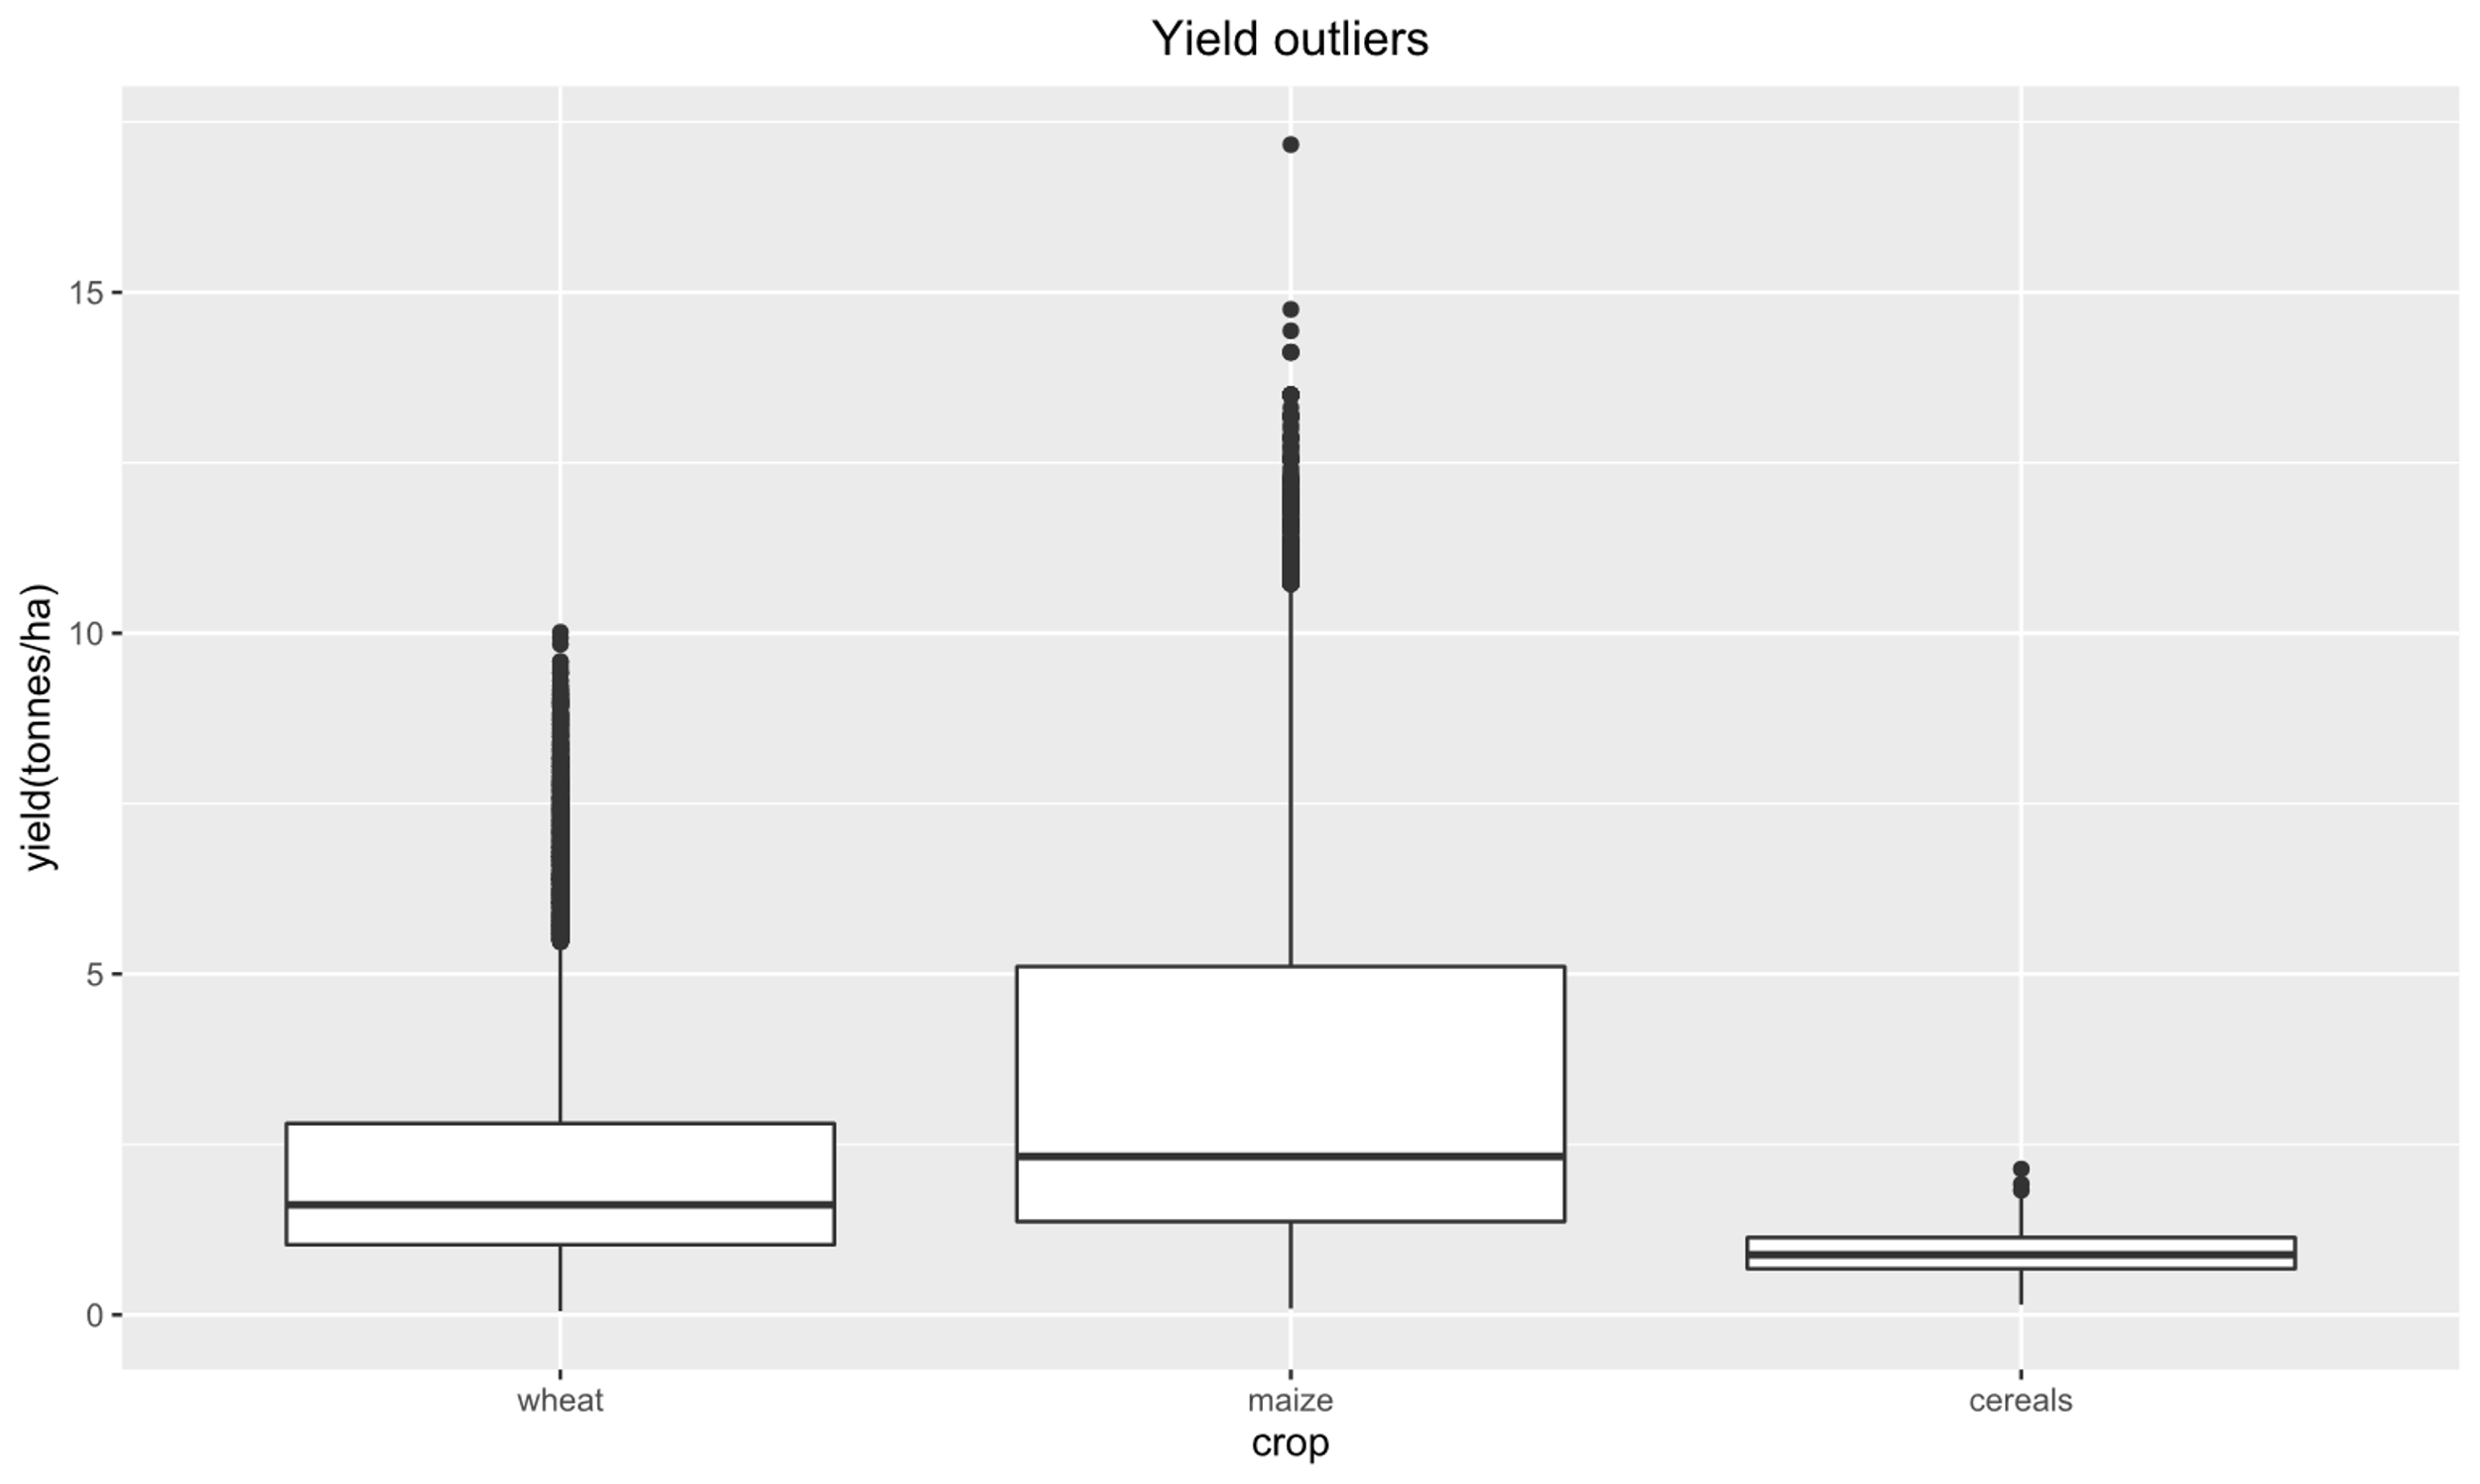 Yield outliers
yield(tonnes/ha)
15
10
5
0
wheat
maize
cereals
crop